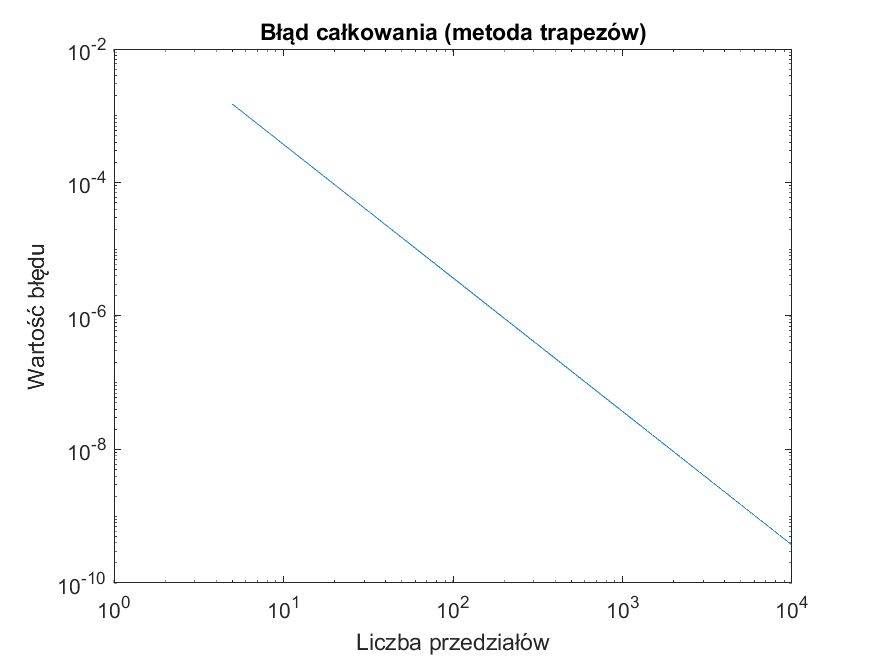 Błąd całkowania (metoda trapezów)
10^-2
10^-4
10^-6
10^-8
10^-10
Wartość błędu
10^0 10^1 10^2 10^3 10^4
Liczba przedziałów